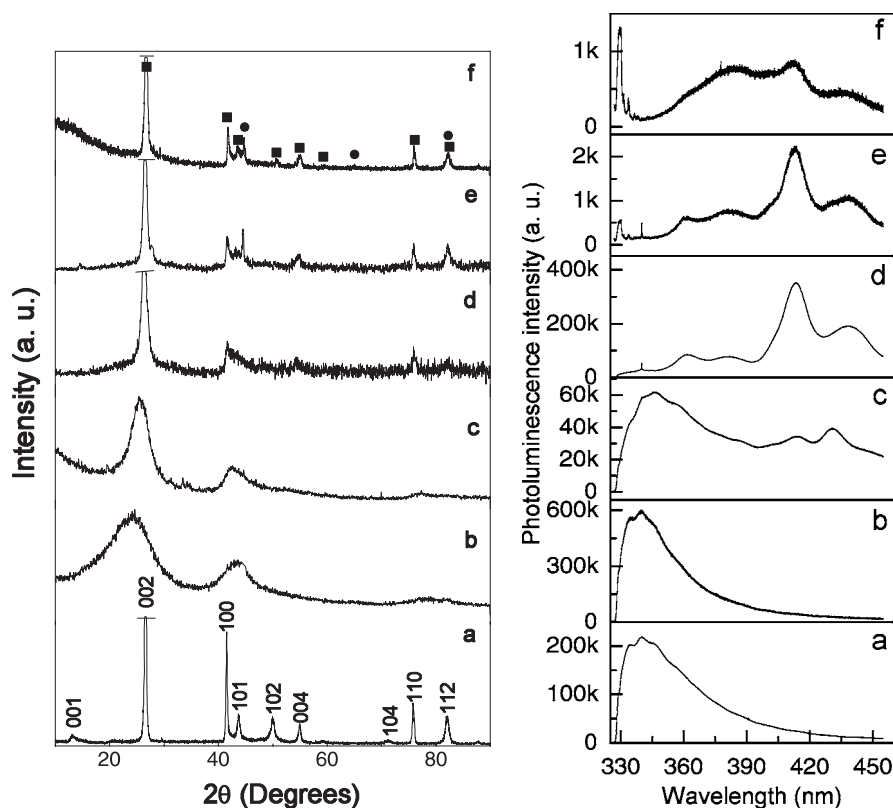 f
e
d
c
b
a
001
002
100
101
102
004
104
110
112
20 40 60 80
2θ (Degrees)
Intensity (a. u.)
f
1k
0
e
2k
1k
0
d
400k
200k
0
c
60k
40k
20k
0
b
600k
300k
0
a
200k
100k
0
330 360 390 420 450
Wavelength (nm)
Photoluminescence intensity (a. u.)